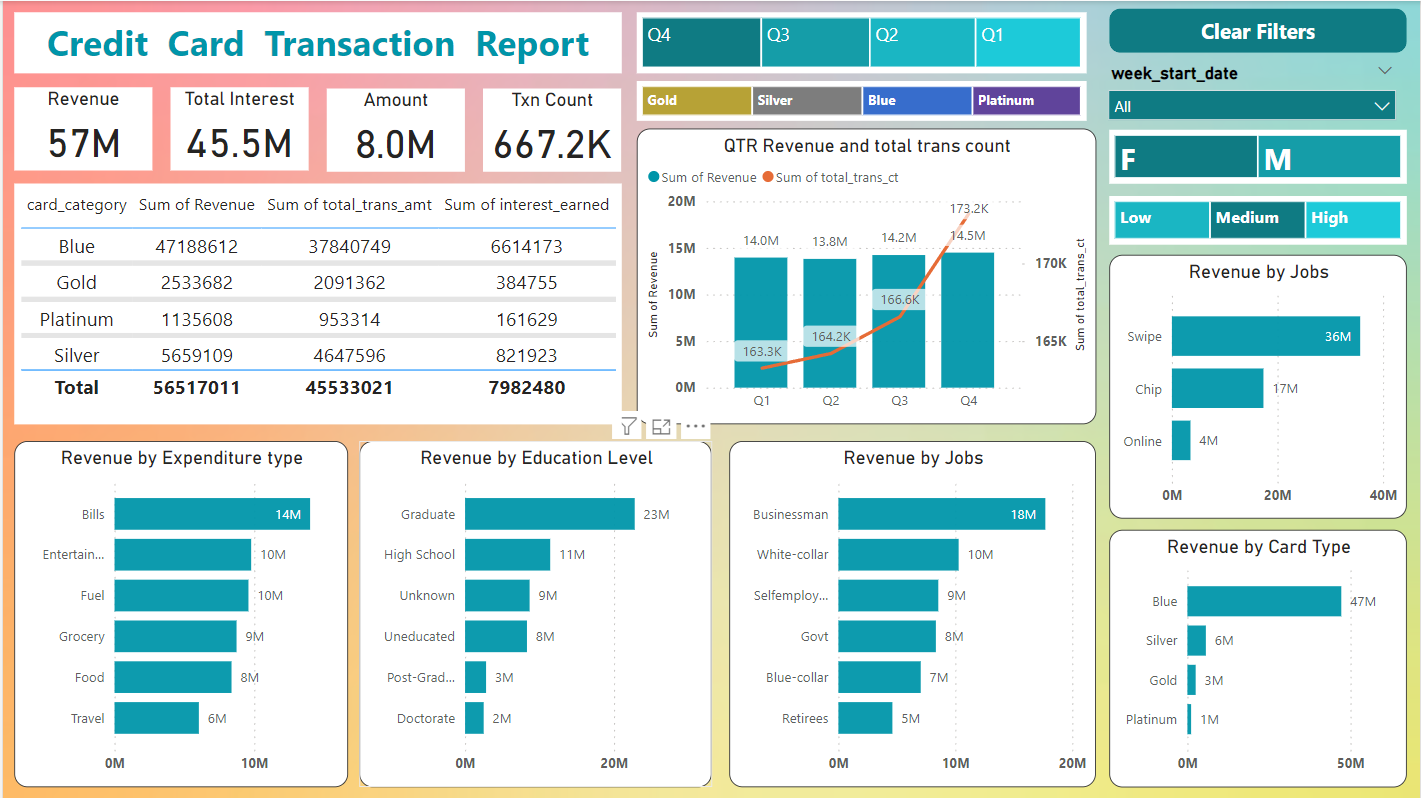 Credit Card Transaction Report
Revenue
57M
Total Interest
45.5M
Amount
8.0M
Txn Count
667.2K
card_category Sum of Revenue Sum of total_trans_amt Sum of interest_earned
Blue 47188612 37840749 6614173
Gold 2533682 2091362 384755
Platinum 1135608 953314 161629
Silver 5659109 4647596 821923
Total 56517011 45533021 7982480
Q4 Q3 Q2 Q1
Gold Silver Blue Platinum
QTR Revenue and total trans count
Sum of Revenue Sum of total_trans_ct
Sum of Revenue
20M
15M
10M
5M
0M
14.0M 13.8M 14.2M 14.5M
163.3K 164.2K 166.6K 173.2K
170K
165K
Sum of total_trans_ct
Q1 Q2 Q3 Q4
Clear Filters
week_start_date
All
F M
Low Medium High
Revenue by Jobs
Swipe 36M
Chip 17M
Online 4M
0M 20M 40M
Revenue by Expenditure type
Bills 14M
Entertain... 10M
Fuel 10M
Grocery 9M
Food 8M
Travel 6M
0M 10M
Revenue by Education Level
Graduate 23M
High School 11M
Unknown 9M
Uneducated 8M
Post-Grad... 3M
Doctorate 2M
0M 20M
Revenue by Jobs
Businessman 18M
White-collar 10M
Selfemploy... 9M
Govt 8M
Blue-collar 7M
Retirees 5M
0M 10M 20M
Revenue by Card Type
Blue 47M
Silver 6M
Gold 3M
Platinum 1M
0M 50M